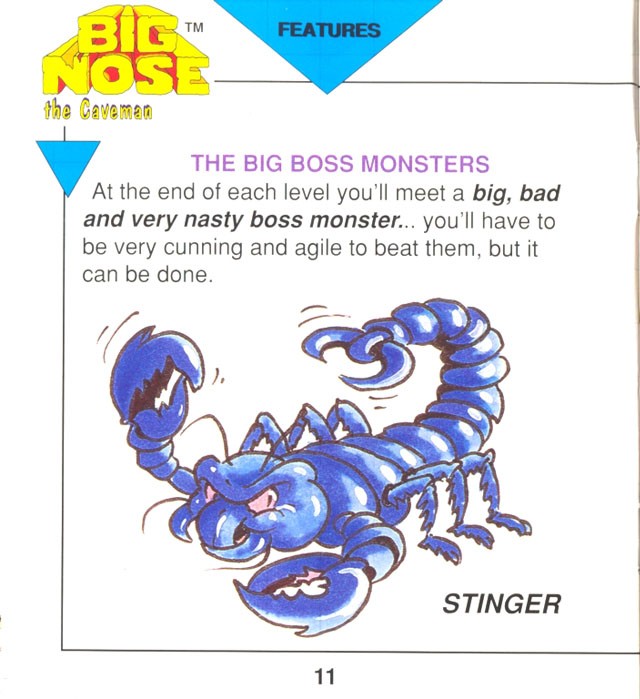 BIG
NOSE ™
the Caveman
FEATURES
THE BIG BOSS MONSTERS
At the end of each level you'll meet a big, bad
and very nasty boss monster... you'll have to
be very cunning and agile to beat them, but it
can be done.
STINGER
11